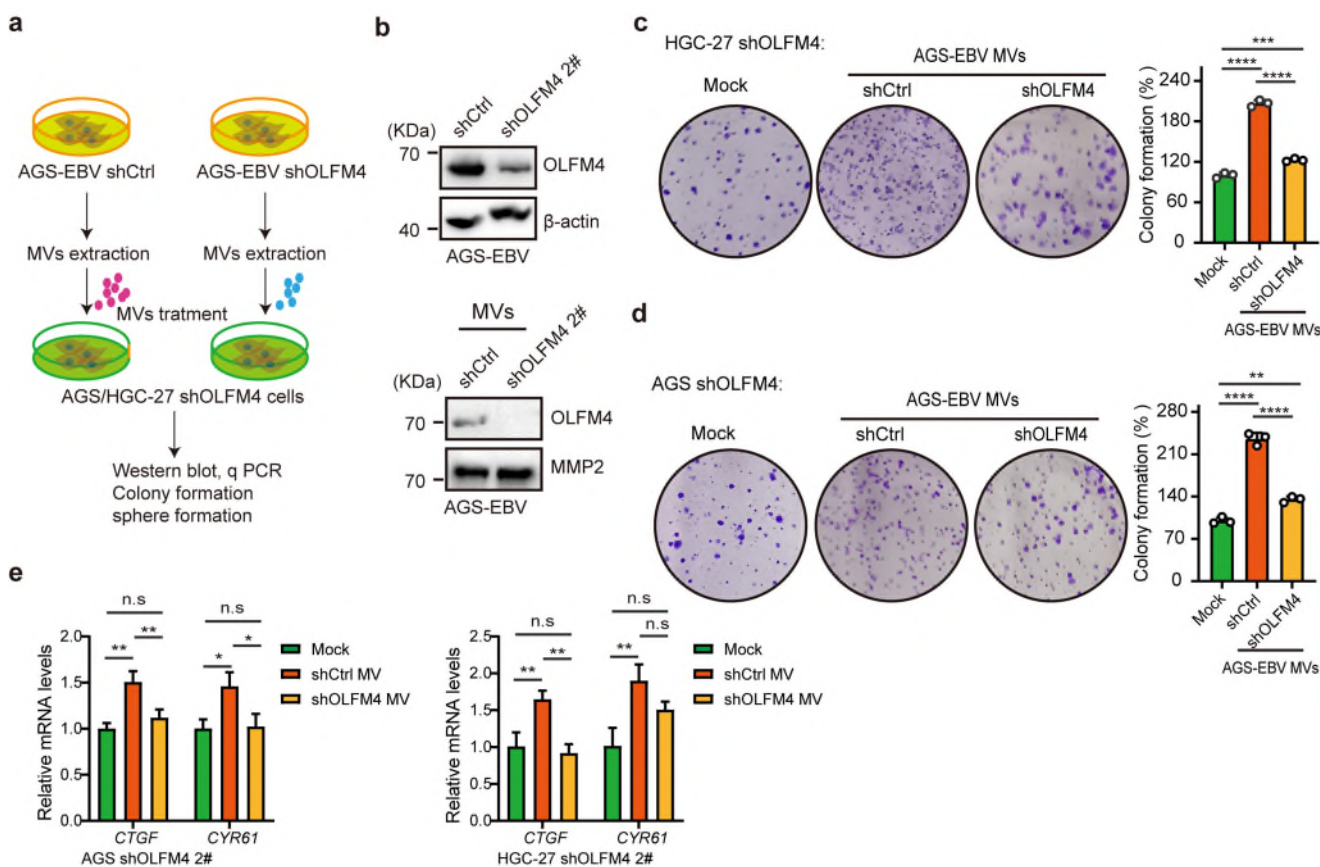 a
AGS-EBV shCtrl
AGS-EBV shOLFM4
MVs extraction
MVs extraction
MVs tratment
AGS/HGC-27 shOLFM4 cells
Western blot, q PCR
Colony formation
sphere formation
b
shCtrl
shOLFM4 2#
(KDa)
70
OLFM4
40
β-actin
AGS-EBV
MVs
shCtrl
shOLFM4 2#
(KDa)
70
OLFM4
70
MMP2
AGS-EBV
c
HGC-27 shOLFM4:
AGS-EBV MVs
Mock
shCtrl
shOLFM4
Colony formation (%)
240
180
120
60
0
***
****
****
Mock
shCtrl
shOLFM4
AGS-EBV MVs
d
AGS shOLFM4:
AGS-EBV MVs
Mock
shCtrl
shOLFM4
Colony formation (%)
280
210
140
70
0
**
****
****
Mock
shCtrl
shOLFM4
AGS-EBV MVs
e
Relative mRNA levels
2.0
1.5
1.0
0.5
0.0
n.s
**
**
n.s
*
*
Mock
shCtrl MV
shOLFM4 MV
CTGF
CYR61
AGS shOLFM4 2#
Relative mRNA levels
2.5
2.0
1.5
1.0
0.5
0.0
n.s
**
**
n.s
**
n.s
Mock
shCtrl MV
shOLFM4 MV
CTGF
CYR61
HGC-27 shOLFM4 2#